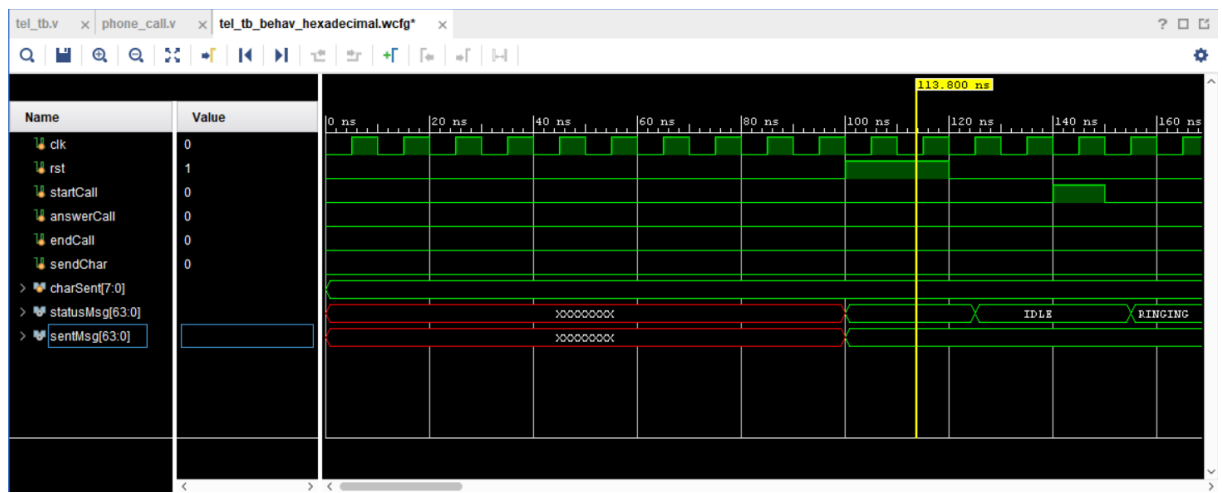 tel_tb.v × phone_call.v × tel_tb_behav_hexadecimal.wcfg* ×
113.800 ns
Name Value
0 ns 20 ns 40 ns 60 ns 80 ns 100 ns 120 ns 140 ns 160 ns
clk 0
rst 1
startCall 0
answerCall 0
endCall 0
sendChar 0
charSent[7:0]
statusMsg[63:0] XXXXXXXX IDLE RINGING
sentMsg[63:0] XXXXXXXX